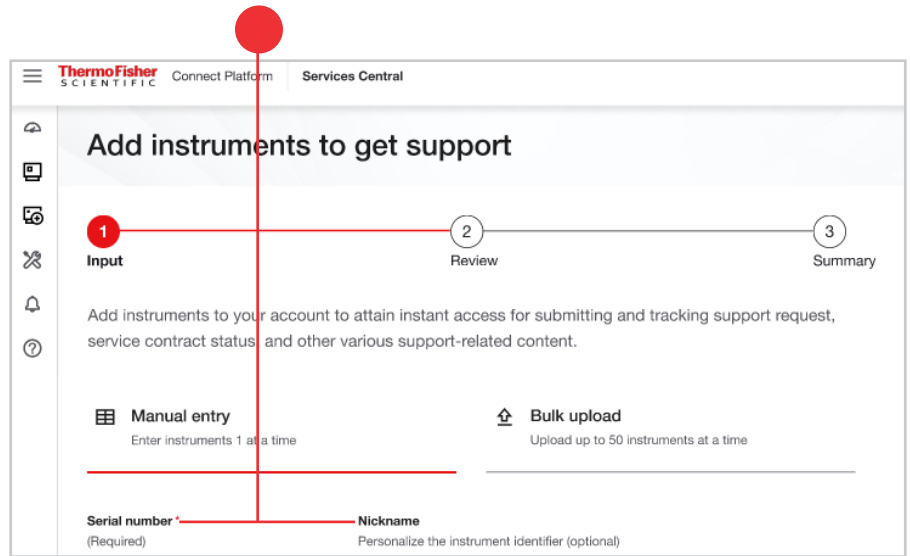 ThermoFisher
SCIENTIFIC
Connect Platform
Services Central
Add instruments to get support
1
2
3
Input
Review
Summary
Add instruments to your account to attain instant access for submitting and tracking support request,
service contract status, and other various support-related content.
Manual entry
Enter instruments 1 at a time
Bulk upload
Upload up to 50 instruments at a time
Serial number *
(Required)
Nickname
Personalize the instrument identifier (optional)